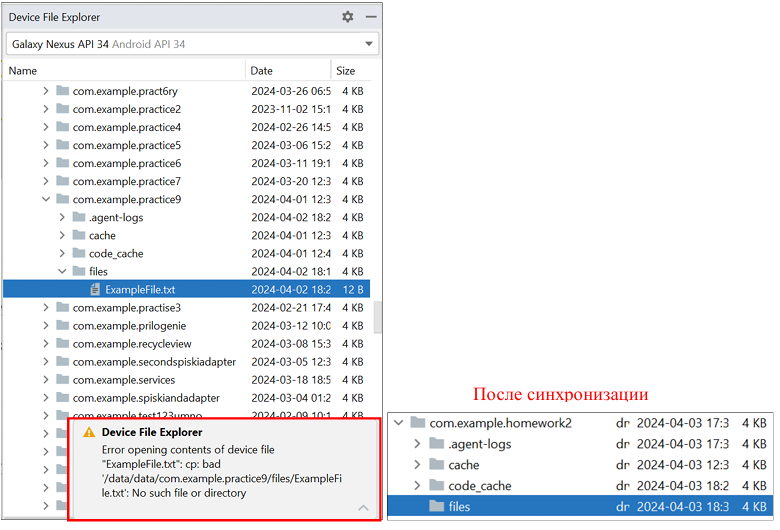 Device File Explorer
Galaxy Nexus API 34 Android API 34
Name Date Size
com.example.pract6ry 2024-03-26 06:5 4 KB
com.example.practice2 2023-11-02 15:1 4 KB
com.example.practice4 2024-02-26 14:5 4 KB
com.example.practice5 2024-03-06 15:2 4 KB
com.example.practice6 2024-03-11 19:1 4 KB
com.example.practice7 2024-03-20 12:3 4 KB
com.example.practice9 2024-04-01 12:3 4 KB
.agent-logs 2024-04-02 18:2 4 KB
cache 2024-04-01 12:3 4 KB
code_cache 2024-04-01 12:4 4 KB
files 2024-04-02 18:1 4 KB
ExampleFile.txt 2024-04-02 18:2 12 B
com.example.practise3 2024-02-21 17:4 4 KB
com.example.prilogenie 2024-03-12 10:0 4 KB
com.example.recycleview 2024-03-08 15:3 4 KB
com.example.secondspiskiadapter 2024-03-05 12:3 4 KB
com.example.services 2024-03-18 18:5 4 KB
com.example.spiskiandadapter 2024-03-04 01:2 4 KB
com.example.test123umno 2024-02-09 10:1 4 KB
Device File Explorer
Error opening contents of device file
"ExampleFile.txt": cp: bad
'/data/data/com.example.practice9/files/ExampleFi
le.txt': No such file or directory
После синхронизации
com.example.homework2 dr 2024-04-03 17:3 4 KB
.agent-logs dr 2024-04-03 17:3 4 KB
cache dr 2024-04-03 12:3 4 KB
code_cache dr 2024-04-03 18:2 4 KB
files dr 2024-04-03 18:3 4 KB